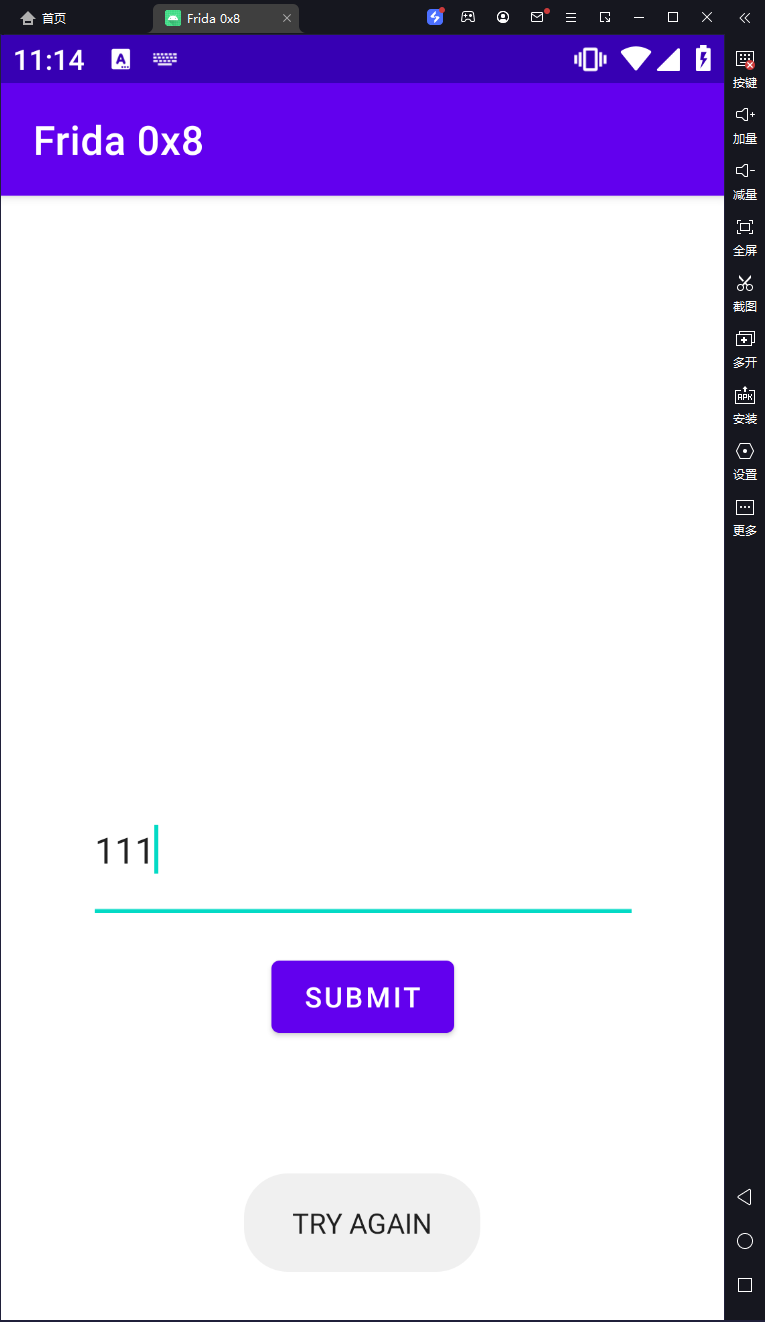 首页
Frida 0x8
11:14
A
Frida 0x8
按键
加量
减量
全屏
截图
多开
APK
安装
设置
更多
111
SUBMIT
TRY AGAIN